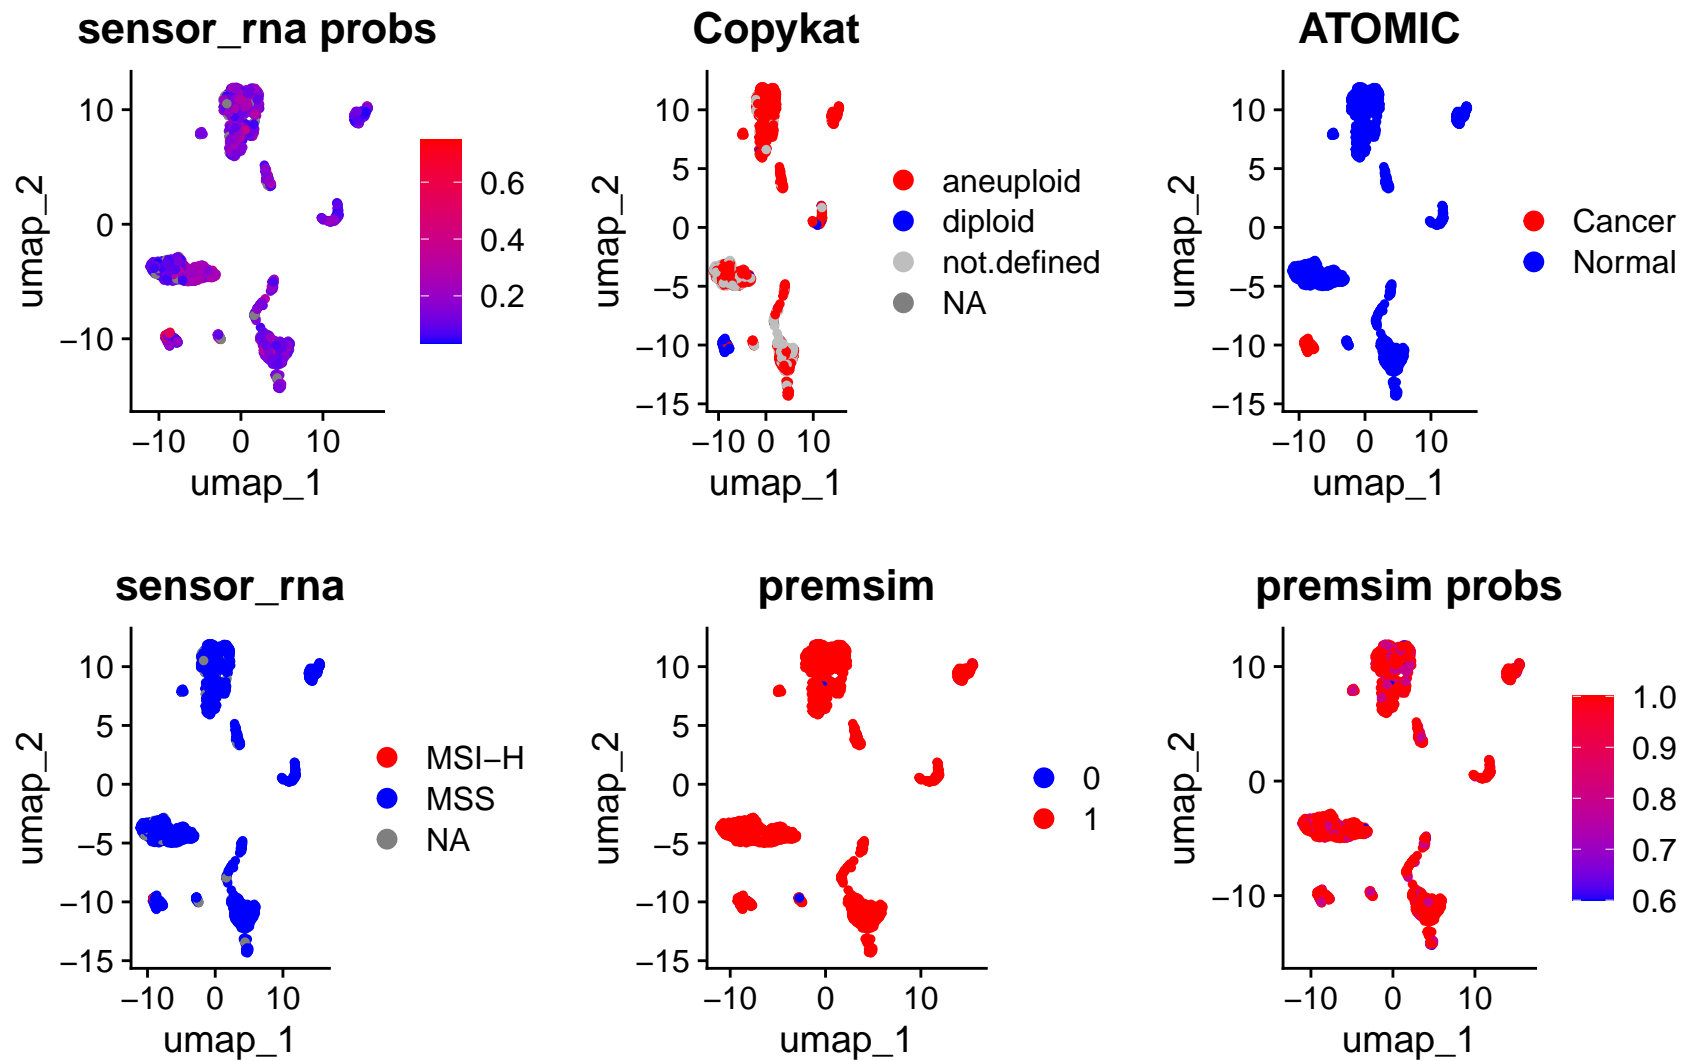 sensor_rna probs
umap_2
10
0
−10
−10 0 10
umap_1
0.6
0.4
0.2
Copykat
umap_2
10
5
0
−5
−10
−15
−10 0 10
umap_1
aneuploid
diploid
not.defined
NA
ATOMIC
umap_2
10
5
0
−5
−10
−15
−10 0 10
umap_1
Cancer
Normal
sensor_rna
umap_2
10
5
0
−5
−10
−15
−10 0 10
umap_1
MSI−H
MSS
NA
premsim
umap_2
10
5
0
−5
−10
−15
−10 0 10
umap_1
0
1
premsim probs
umap_2
10
0
−10
−10 0 10
umap_1
1.0
0.9
0.8
0.7
0.6